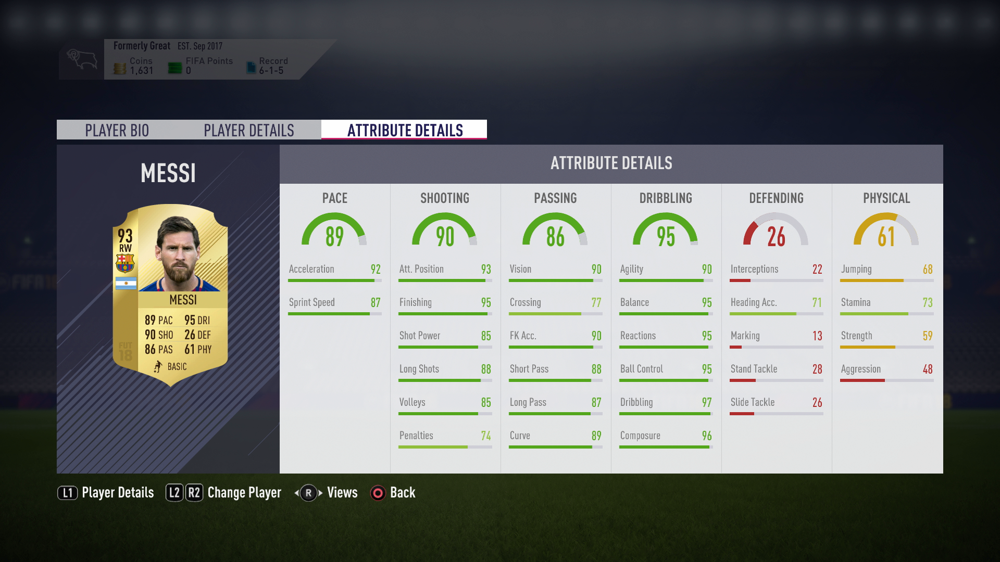 Formerly Great EST. Sep 2017
Coins FIFA Points Record
1,631 0 6-1-5
PLAYER BIO PLAYER DETAILS ATTRIBUTE DETAILS
MESSI
93
RW
MESSI
89 PAC 95 DRI
90 SHO 26 DEF
86 PAS 61 PHY
FUT
18
BASIC
ATTRIBUTE DETAILS
PACE
89
Acceleration 92
Sprint Speed 87
SHOOTING
90
Att. Position 93
Finishing 95
Shot Power 85
Long Shots 88
Volleys 85
Penalties 74
PASSING
86
Vision 90
Crossing 77
FK Acc. 90
Short Pass 88
Long Pass 87
Curve 89
DRIBBLING
95
Agility 90
Balance 95
Reactions 95
Ball Control 95
Dribbling 97
Composure 96
DEFENDING
26
Interceptions 22
Heading Acc. 71
Marking 13
Stand Tackle 28
Slide Tackle 26
PHYSICAL
61
Jumping 68
Stamina 73
Strength 59
Aggression 48
L1 Player Details L2 R2 Change Player R Views Back